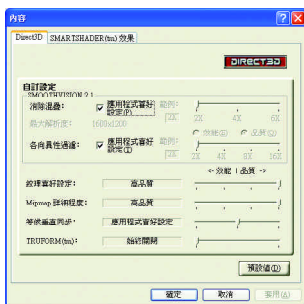 內容
Direct3D SMARTSHADER(tm) 效果
DIRECT3D
自訂設定
SMOOTHVISION 2.1
消除混疊: 應用程式喜好設定(P) 範例:
2X 2X 4X 6X
最大解析度: 1600x1200 效能(S) 品質(Q)
各向異性過濾: 應用程式喜好設定(I) 範例:
2X 2X 4X 8X 16X
<- 效能 | 品質 ->
紋理喜好設定: 高品質
Mipmap 詳細程度: 高品質
等候垂直同步: 應用程式喜好設定
TRUFORM(tm): 始終關閉
預設值(D)
確定 取消 套用(A)